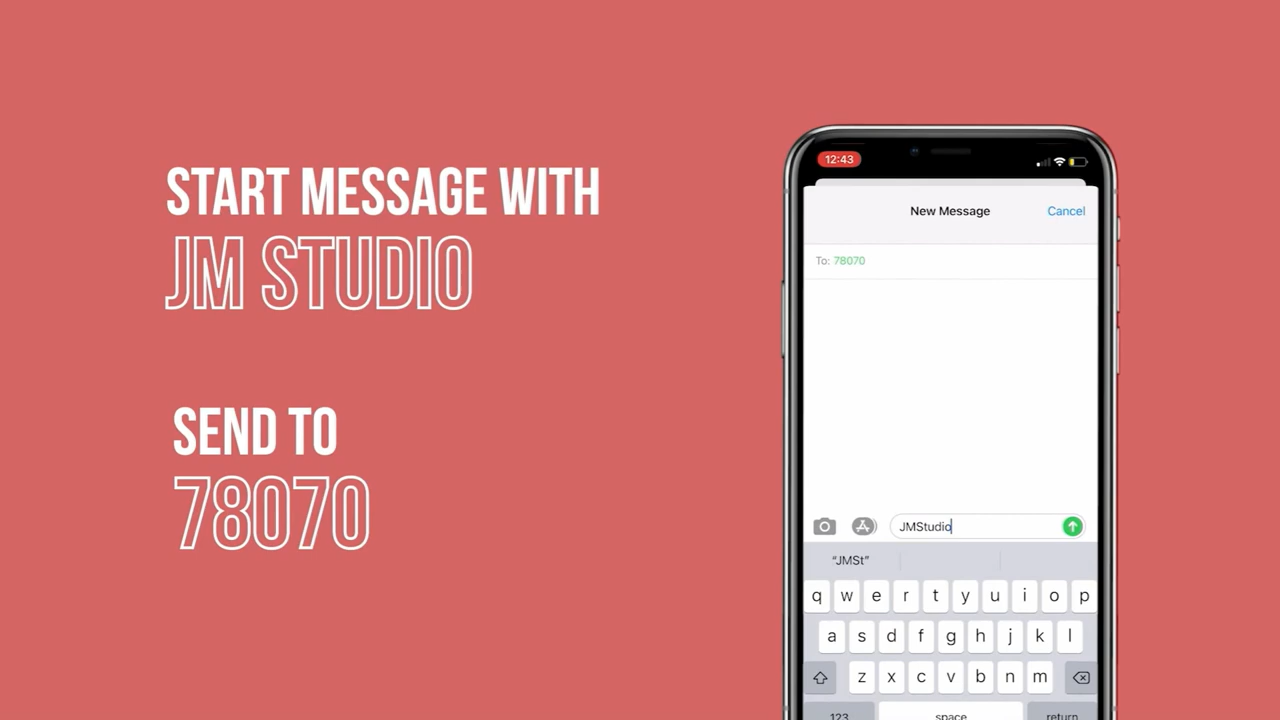 START MESSAGE WITH
JM STUDIO
SEND TO
78070
12:43
New Message
Cancel
To: 78070
JMStudio
“JMSt”
q w e r t y u i o p
a s d f g h j k l
z x c v b n m
123 space return